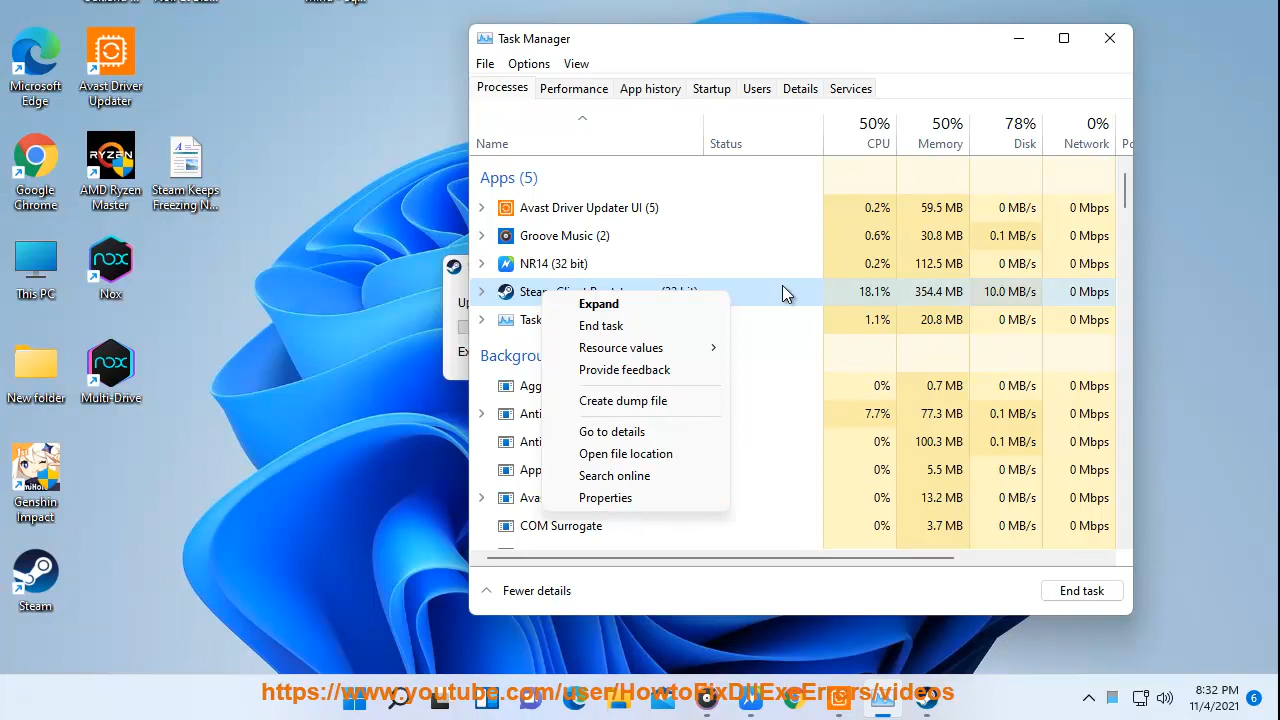 Microsoft
Edge
Avast Driver
Updater
Google
Chrome
AMD Ryzen
Master
Steam Keeps
Freezing N...
RYZEN
This PC
Nox
nox
New folder
Multi-Drive
nox
Genshin
Impact
Steam
Task Manager
File Options View
Processes Performance App history Startup Users Details Services
50% 50% 78% 0%
Name Status CPU Memory Disk Network
Apps (5)
Avast Driver Updater UI (5) 0.2% 59.5 MB 0 MB/s 0 Mbps
Groove Music (2) 0.6% 30.8 MB 0.1 MB/s 0 Mbps
NR14 (32 bit) 0.2% 112.5 MB 0 MB/s 0 Mbps
18.1% 354.4 MB 10.0 MB/s 0 Mbps
Task 1.1% 20.8 MB 0 MB/s 0 Mbps
Expand
End task
Resource values
Provide feedback
Create dump file
Go to details
Open file location
Search online
Properties
Backgrou
Agg 0% 0.7 MB 0 MB/s 0 Mbps
Anti 7.7% 77.3 MB 0.1 MB/s 0 Mbps
Anti 0% 100.3 MB 0.1 MB/s 0 Mbps
App 0% 5.5 MB 0 MB/s 0 Mbps
Avas 0% 13.2 MB 0 MB/s 0 Mbps
COM Surrogate 0% 3.7 MB 0 MB/s 0 Mbps
Fewer details End task
https://www.youtube.com/user/HowtoFixDllExeErrors/videos
8:32 PM
11/4/2021
6